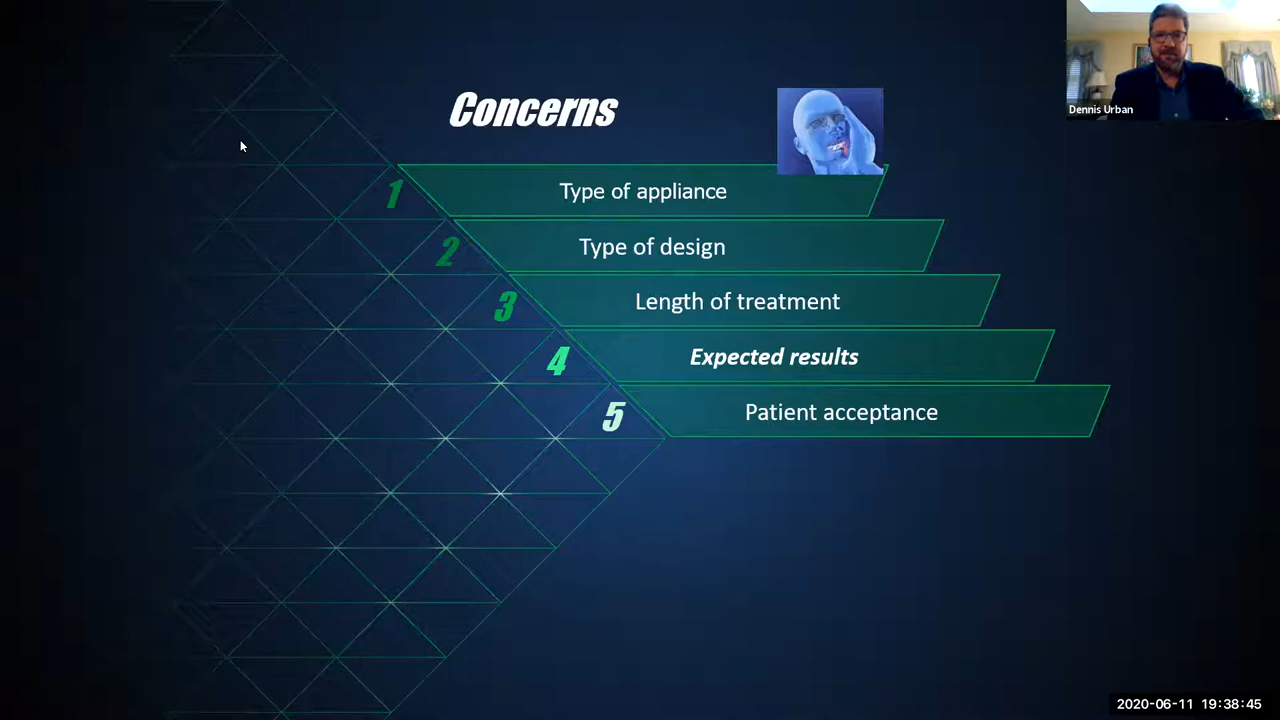 Concerns
Dennis Urban
1 Type of appliance
2 Type of design
3 Length of treatment
4 Expected results
5 Patient acceptance
2020-06-11 19:38:45